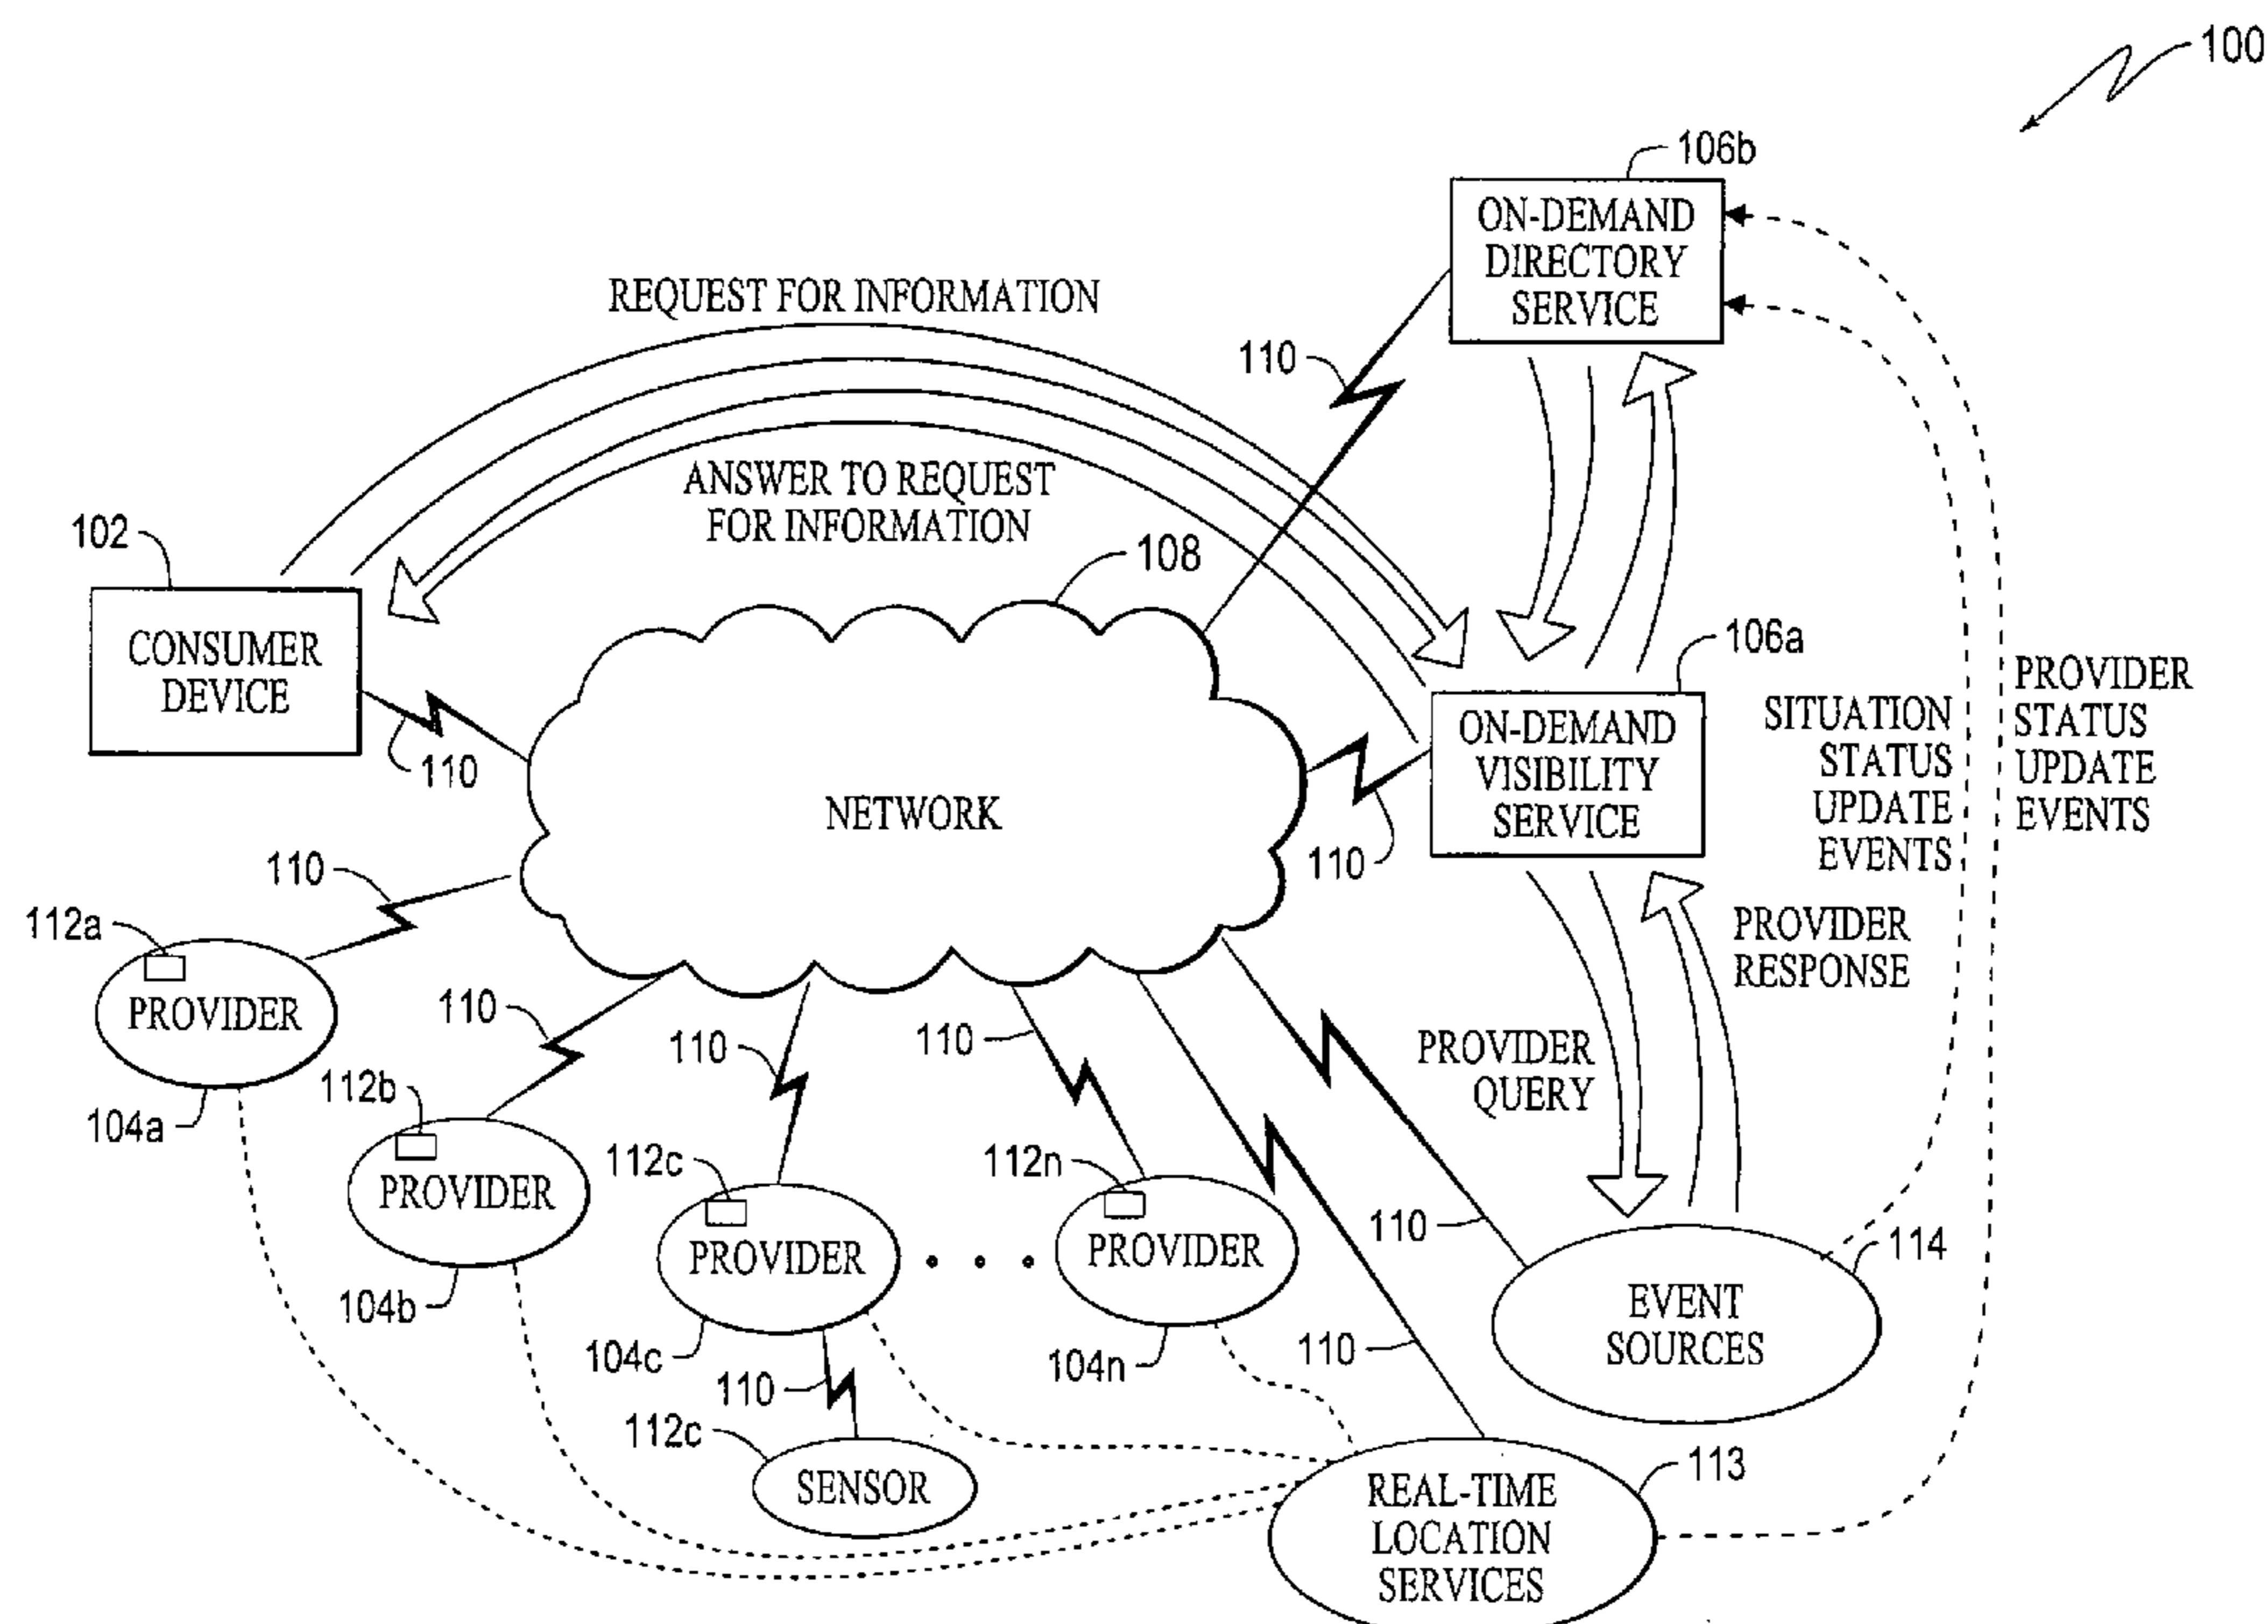 100
106b
ON-DEMAND
DIRECTORY
SERVICE
REQUEST FOR INFORMATION
110
ANSWER TO REQUEST
FOR INFORMATION
102
108
CONSUMER
DEVICE
106a
PROVIDER
STATUS
UPDATE
EVENTS
SITUATION
STATUS
UPDATE
EVENTS
ON-DEMAND
VISIBILITY
SERVICE
110
NETWORK
110
110
112a
PROVIDER
RESPONSE
PROVIDER
104a
110
110
110
PROVIDER
QUERY
112b
PROVIDER
104b
112c
PROVIDER
104c
. . .
112n
PROVIDER
104n
110
114
EVENT
SOURCES
110
110
112c
SENSOR
113
REAL-TIME
LOCATION
SERVICES